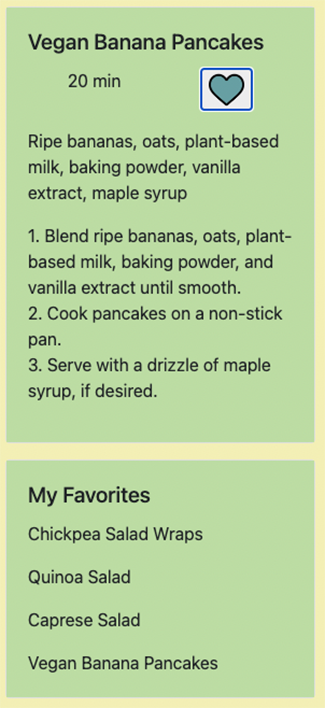 Vegan Banana Pancakes
20 min
Ripe bananas, oats, plant-based
milk, baking powder, vanilla
extract, maple syrup
1. Blend ripe bananas, oats, plant-
based milk, baking powder, and
vanilla extract until smooth.
2. Cook pancakes on a non-stick
pan.
3. Serve with a drizzle of maple
syrup, if desired.
My Favorites
Chickpea Salad Wraps
Quinoa Salad
Caprese Salad
Vegan Banana Pancakes